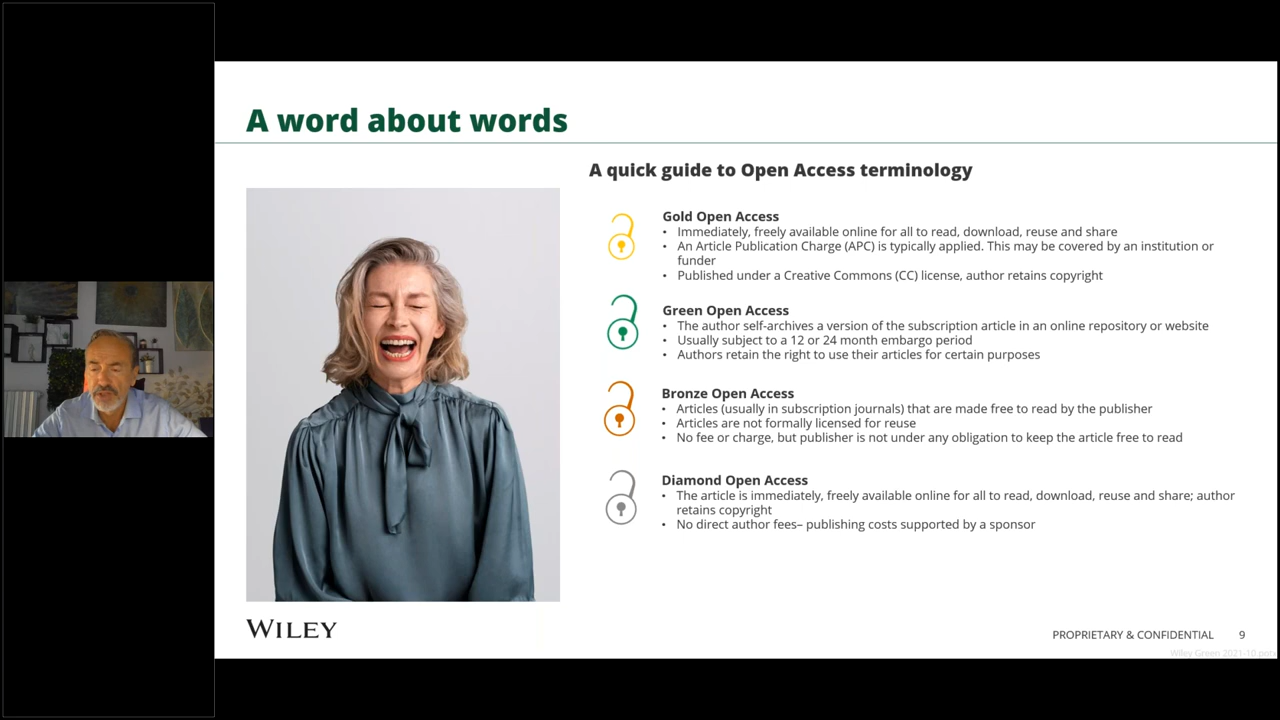 A word about words
A quick guide to Open Access terminology
Gold Open Access
• Immediately, freely available online for all to read, download, reuse and share
• An Article Publication Charge (APC) is typically applied. This may be covered by an institution or
funder
• Published under a Creative Commons (CC) license, author retains copyright
Green Open Access
• The author self-archives a version of the subscription article in an online repository or website
• Usually subject to a 12 or 24 month embargo period
• Authors retain the right to use their articles for certain purposes
Bronze Open Access
• Articles (usually in subscription journals) that are made free to read by the publisher
• Articles are not formally licensed for reuse
• No fee or charge, but publisher is not under any obligation to keep the article free to read
Diamond Open Access
• The article is immediately, freely available online for all to read, download, reuse and share; author
retains copyright
• No direct author fees– publishing costs supported by a sponsor
WILEY
PROPRIETARY & CONFIDENTIAL 9
Wiley Green 2021-10.potx